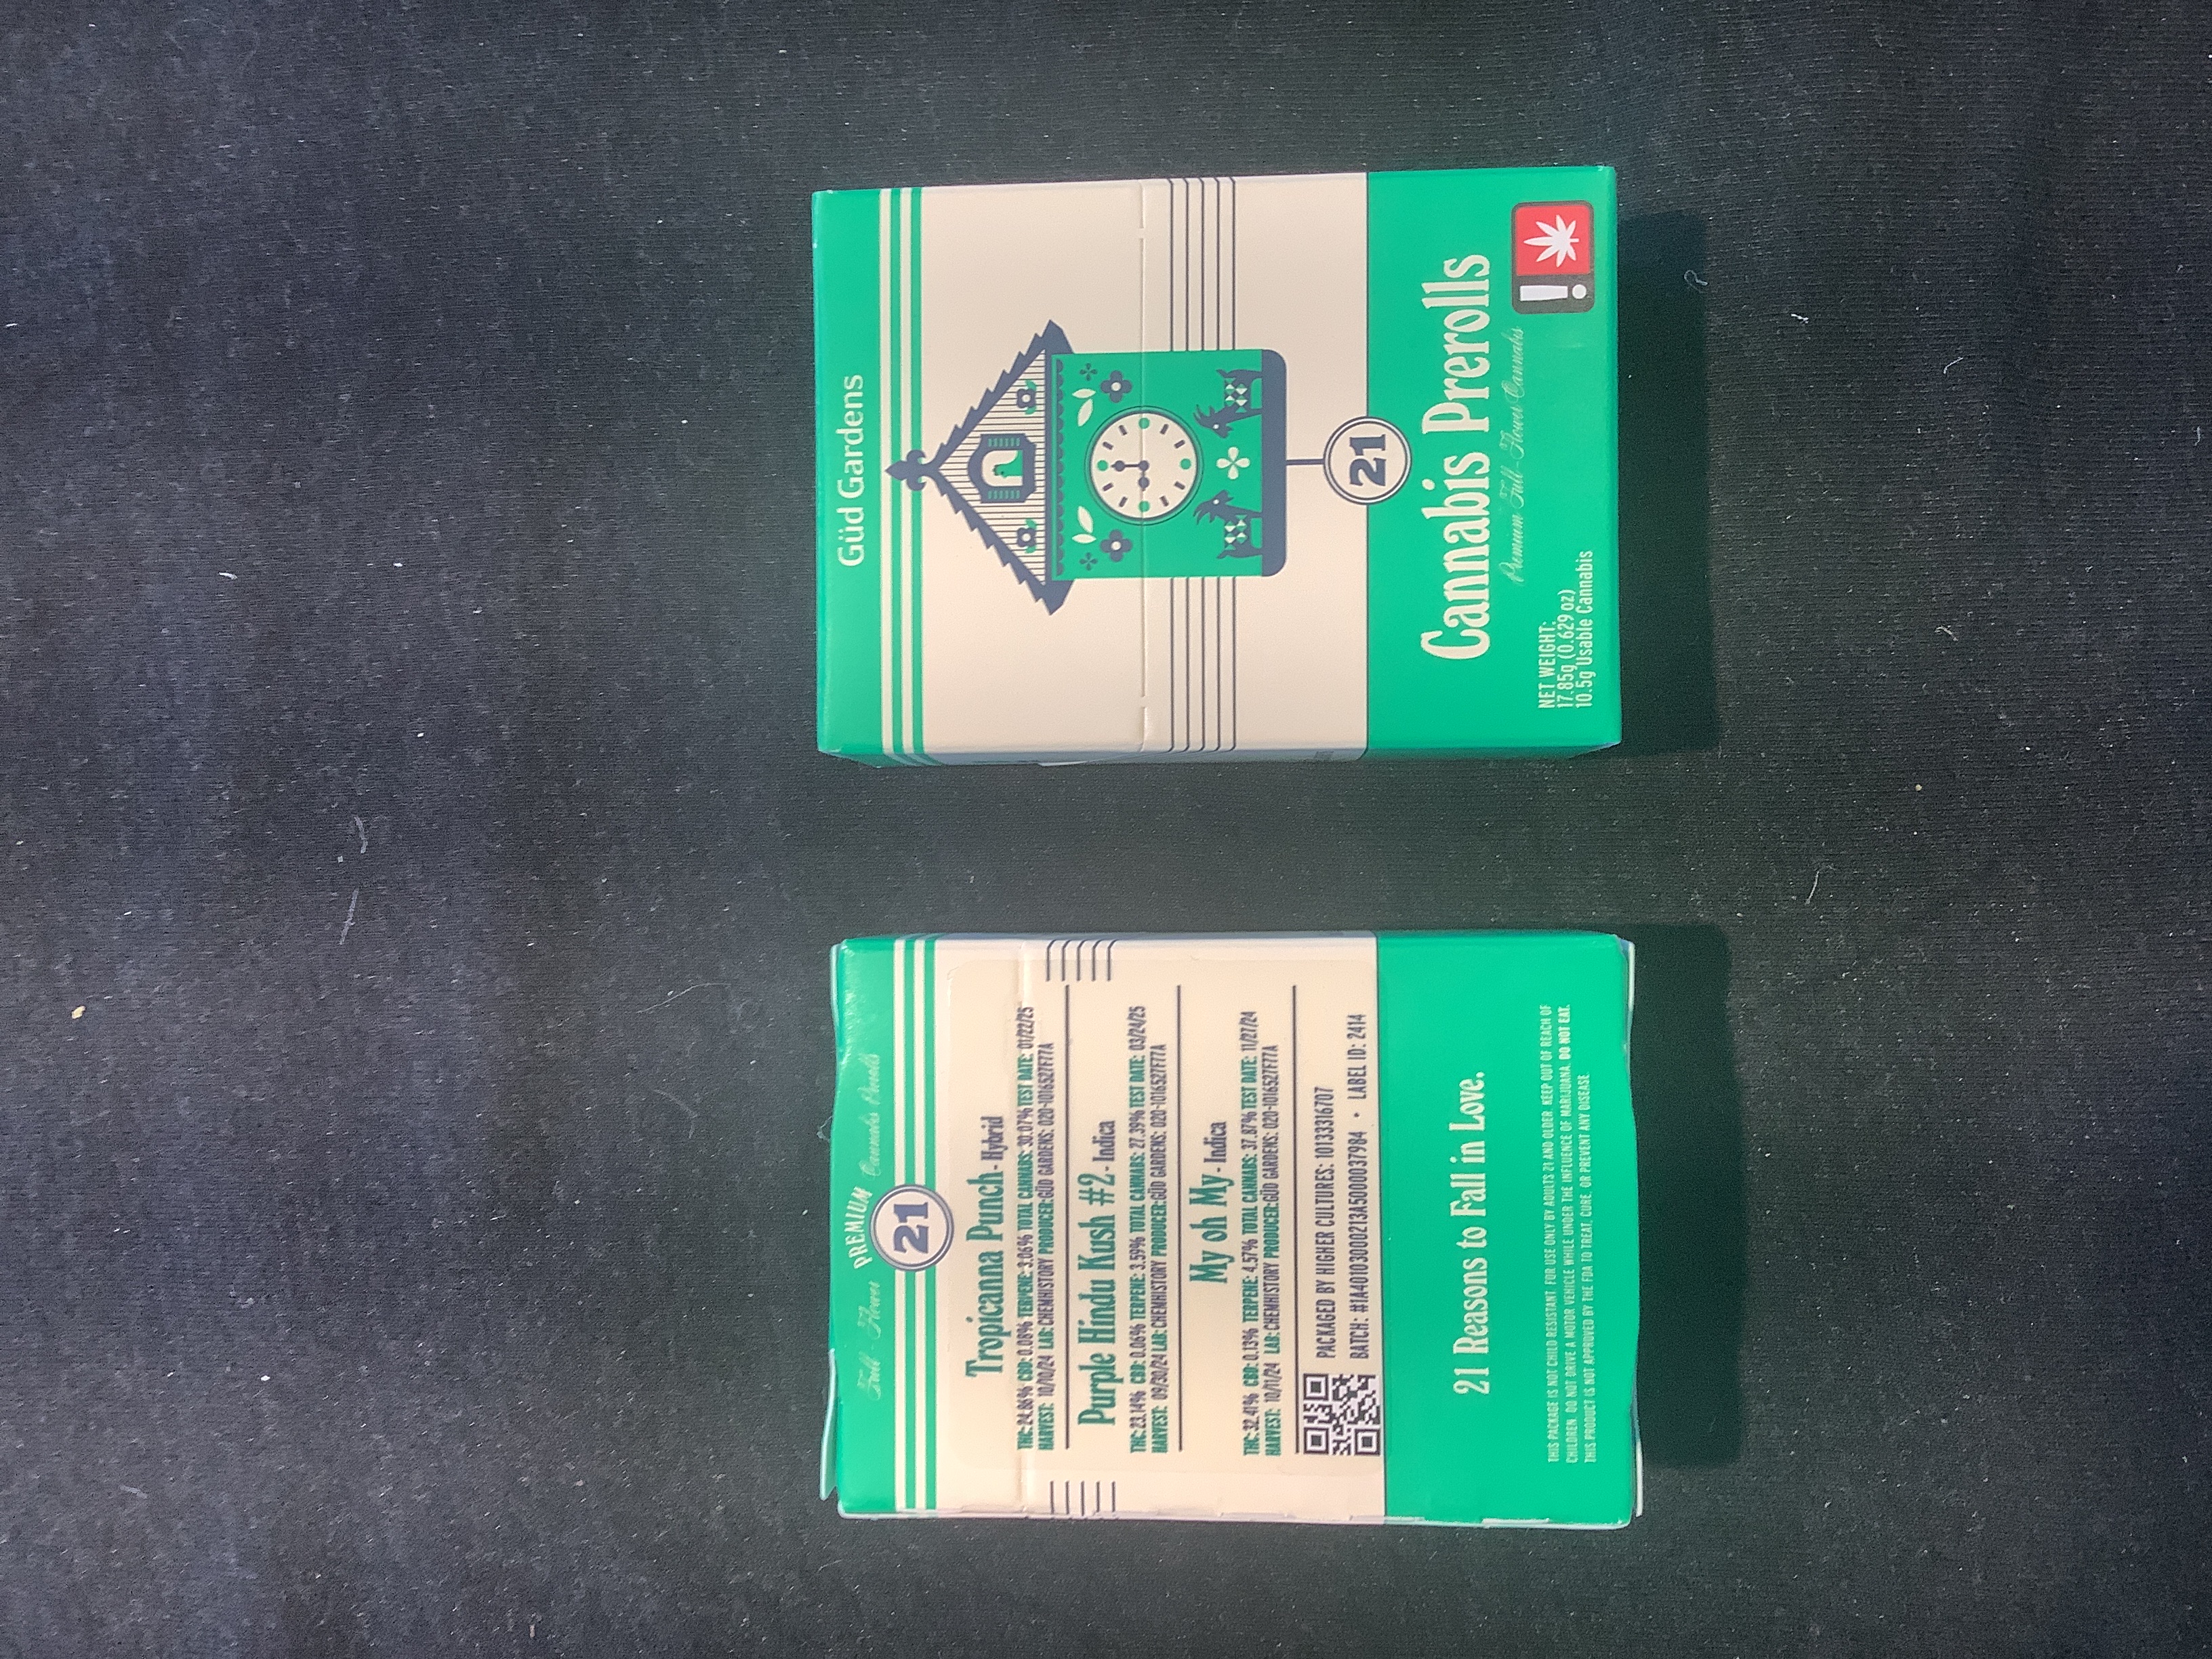 Güd Gardens
21
Cannabis Prerolls
Premium Full-Flower Cannabis
NET WEIGHT:
17.85g (0.629 oz)
10.5g Usable Cannabis
Full-Flower PREMIUM Cannabis Prerolls
21
Tropicanna Punch - Hybrid
THC: 24.86% CBD: 0.08% TERPENE: 3.06% TOTAL CANNABS: 30.07% TEST DATE: 01/22/25
HARVEST: 10/10/24 LAB: CHEMHISTORY PRODUCER: GÜD GARDENS: 020-1016527F77A
Purple Hindu Kush #2 - Indica
THC: 23.14% CBD: 0.06% TERPENE: 3.59% TOTAL CANNABS: 27.39% TEST DATE: 03/24/25
HARVEST: 09/30/24 LAB: CHEMHISTORY PRODUCER: GÜD GARDENS: 020-1016527F77A
My oh My - Indica
THC: 32.41% CBD: 0.13% TERPENE: 4.57% TOTAL CANNABS: 37.87% TEST DATE: 11/27/24
HARVEST: 10/11/24 LAB: CHEMHISTORY PRODUCER: GÜD GARDENS: 020-1016527F77A
PACKAGED BY HIGHER CULTURES: 10133316707
BATCH: #1A40103000213A5000037984 • LABEL ID: 2414
21 Reasons to Fall in Love.
THIS PACKAGE IS NOT CHILD RESISTANT. FOR USE ONLY BY ADULTS 21 AND OLDER. KEEP OUT OF REACH OF
CHILDREN. DO NOT DRIVE A MOTOR VEHICLE WHILE UNDER THE INFLUENCE OF MARIJUANA. DO NOT EAT.
THIS PRODUCT IS NOT APPROVED BY THE FDA TO TREAT, CURE, OR PREVENT ANY DISEASE.